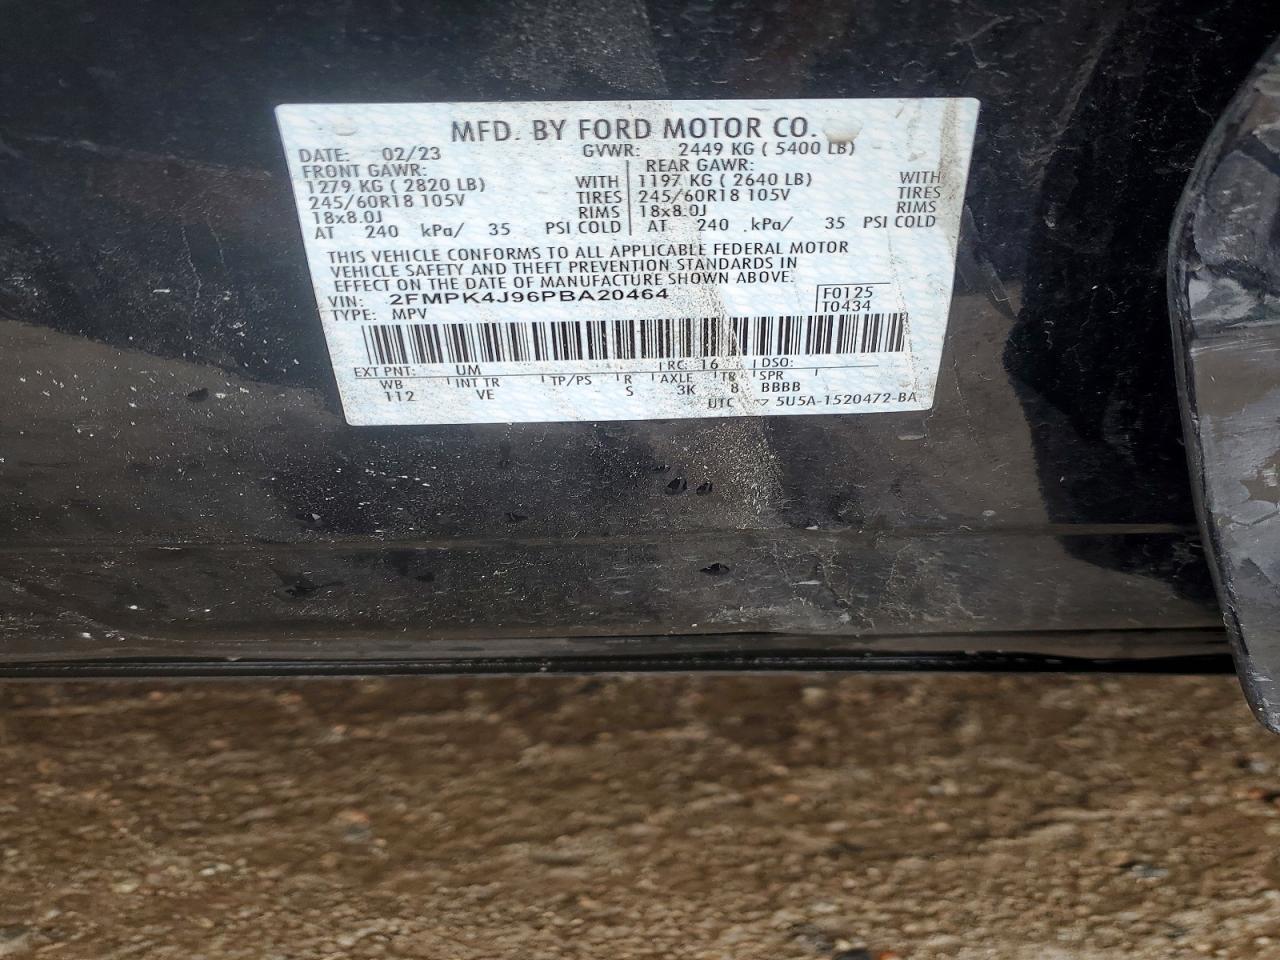 MFD. BY FORD MOTOR CO.
DATE: 02/23 GVWR: 2449 KG ( 5400 LB)
FRONT GAWR: REAR GAWR:
1279 KG ( 2820 LB) WITH 1197 KG ( 2640 LB) WITH
245/60R18 105V TIRES 245/60R18 105V TIRES
18x8.0J RIMS 18x8.0J RIMS
AT 240 kPa/ 35 PSI COLD AT 240 kPa/ 35 PSI COLD
THIS VEHICLE CONFORMS TO ALL APPLICABLE FEDERAL MOTOR
VEHICLE SAFETY AND THEFT PREVENTION STANDARDS IN
EFFECT ON THE DATE OF MANUFACTURE SHOWN ABOVE.
VIN: 2FMPK4J96PBA20464 F0125
TYPE: MPV T0434
EXT PNT: UM RC: 16 DSO:
WB INT TR TP/PS R AXLE TR SPR
112 VE S 3K 8 BBBB
UTC 5U5A-1520472-BA